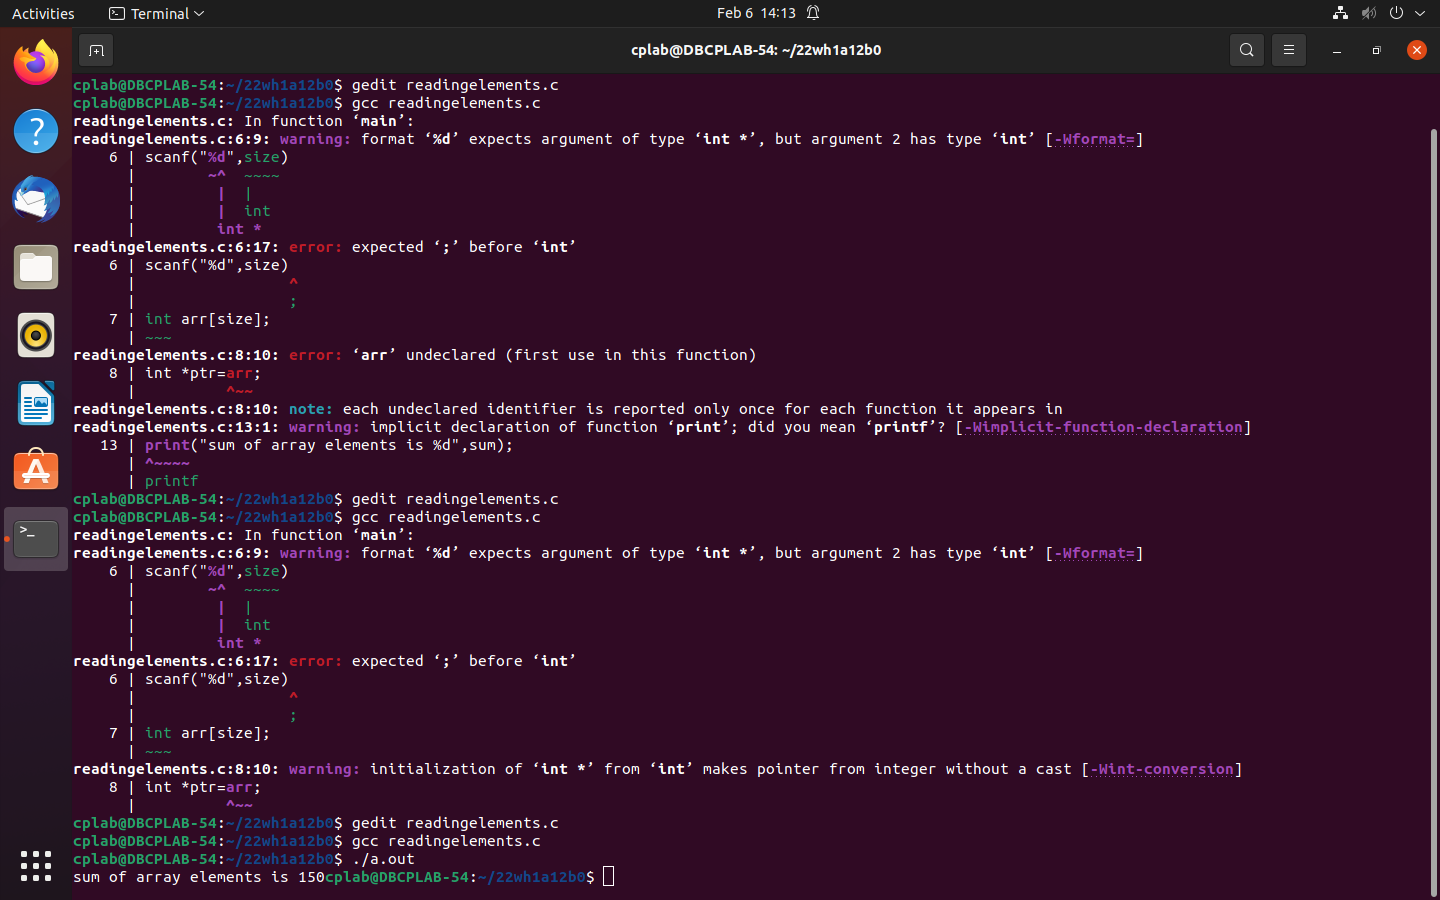 Activities
Terminal
Feb 6 14:13
cplab@DBCPLAB-54: ~/22wh1a12b0
cplab@DBCPLAB-54:~/22wh1a12b0$ gedit readingelements.c
cplab@DBCPLAB-54:~/22wh1a12b0$ gcc readingelements.c
readingelements.c: In function ‘main’:
readingelements.c:6:9: warning: format ‘%d’ expects argument of type ‘int *’, but argument 2 has type ‘int’ [-Wformat=]
    6 | scanf("%d",size)
      |        ~^  ~~~~
      |         |  |
      |         |  int
      |         int *
readingelements.c:6:17: error: expected ‘;’ before ‘int’
    6 | scanf("%d",size)
      |                 ^
      |                 ;
    7 | int arr[size];
      | ~~~
readingelements.c:8:10: error: ‘arr’ undeclared (first use in this function)
    8 | int *ptr=arr;
      |          ^~~
readingelements.c:8:10: note: each undeclared identifier is reported only once for each function it appears in
readingelements.c:13:1: warning: implicit declaration of function ‘print’; did you mean ‘printf’? [-Wimplicit-function-declaration]
   13 | print("sum of array elements is %d",sum);
      | ^~~~~
      | printf
cplab@DBCPLAB-54:~/22wh1a12b0$ gedit readingelements.c
cplab@DBCPLAB-54:~/22wh1a12b0$ gcc readingelements.c
readingelements.c: In function ‘main’:
readingelements.c:6:9: warning: format ‘%d’ expects argument of type ‘int *’, but argument 2 has type ‘int’ [-Wformat=]
    6 | scanf("%d",size)
      |        ~^  ~~~~
      |         |  |
      |         |  int
      |         int *
readingelements.c:6:17: error: expected ‘;’ before ‘int’
    6 | scanf("%d",size)
      |                 ^
      |                 ;
    7 | int arr[size];
      | ~~~
readingelements.c:8:10: warning: initialization of ‘int *’ from ‘int’ makes pointer from integer without a cast [-Wint-conversion]
    8 | int *ptr=arr;
      |          ^~~
cplab@DBCPLAB-54:~/22wh1a12b0$ gedit readingelements.c
cplab@DBCPLAB-54:~/22wh1a12b0$ gcc readingelements.c
cplab@DBCPLAB-54:~/22wh1a12b0$ ./a.out
sum of array elements is 150cplab@DBCPLAB-54:~/22wh1a12b0$